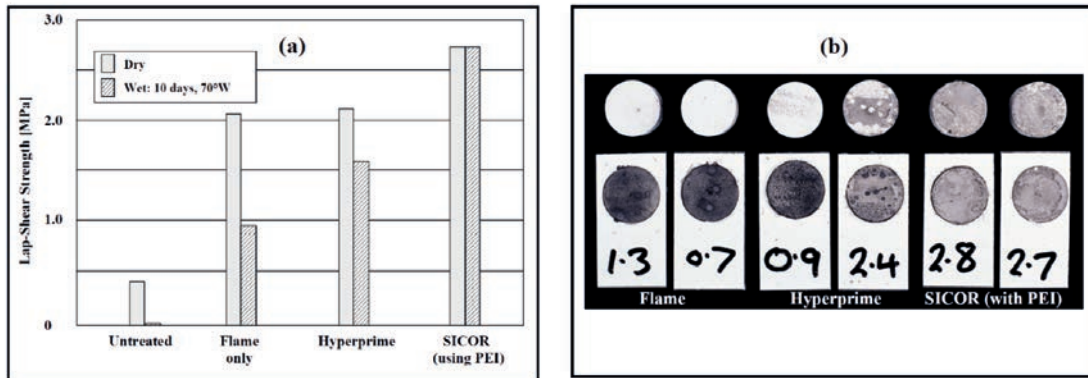 (a)
3.0
2.0
1.0
0
Lap-Shear Strength [MPa]
Dry
Wet: 10 days, 70°W
Untreated
Flame
only
Hyperprime
SICOR
(using PEI)
(b)
1.3
0.7
0.9
2.4
2.8
2.7
Flame
Hyperprime
SICOR (with PEI)